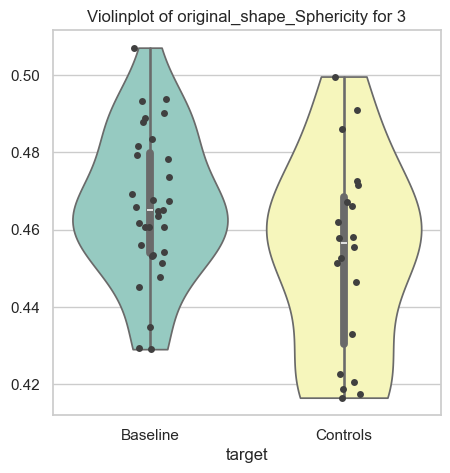 Violinplot of original_shape_Sphericity for 3
0.50
0.48
0.46
0.44
0.42
Baseline Controls
target